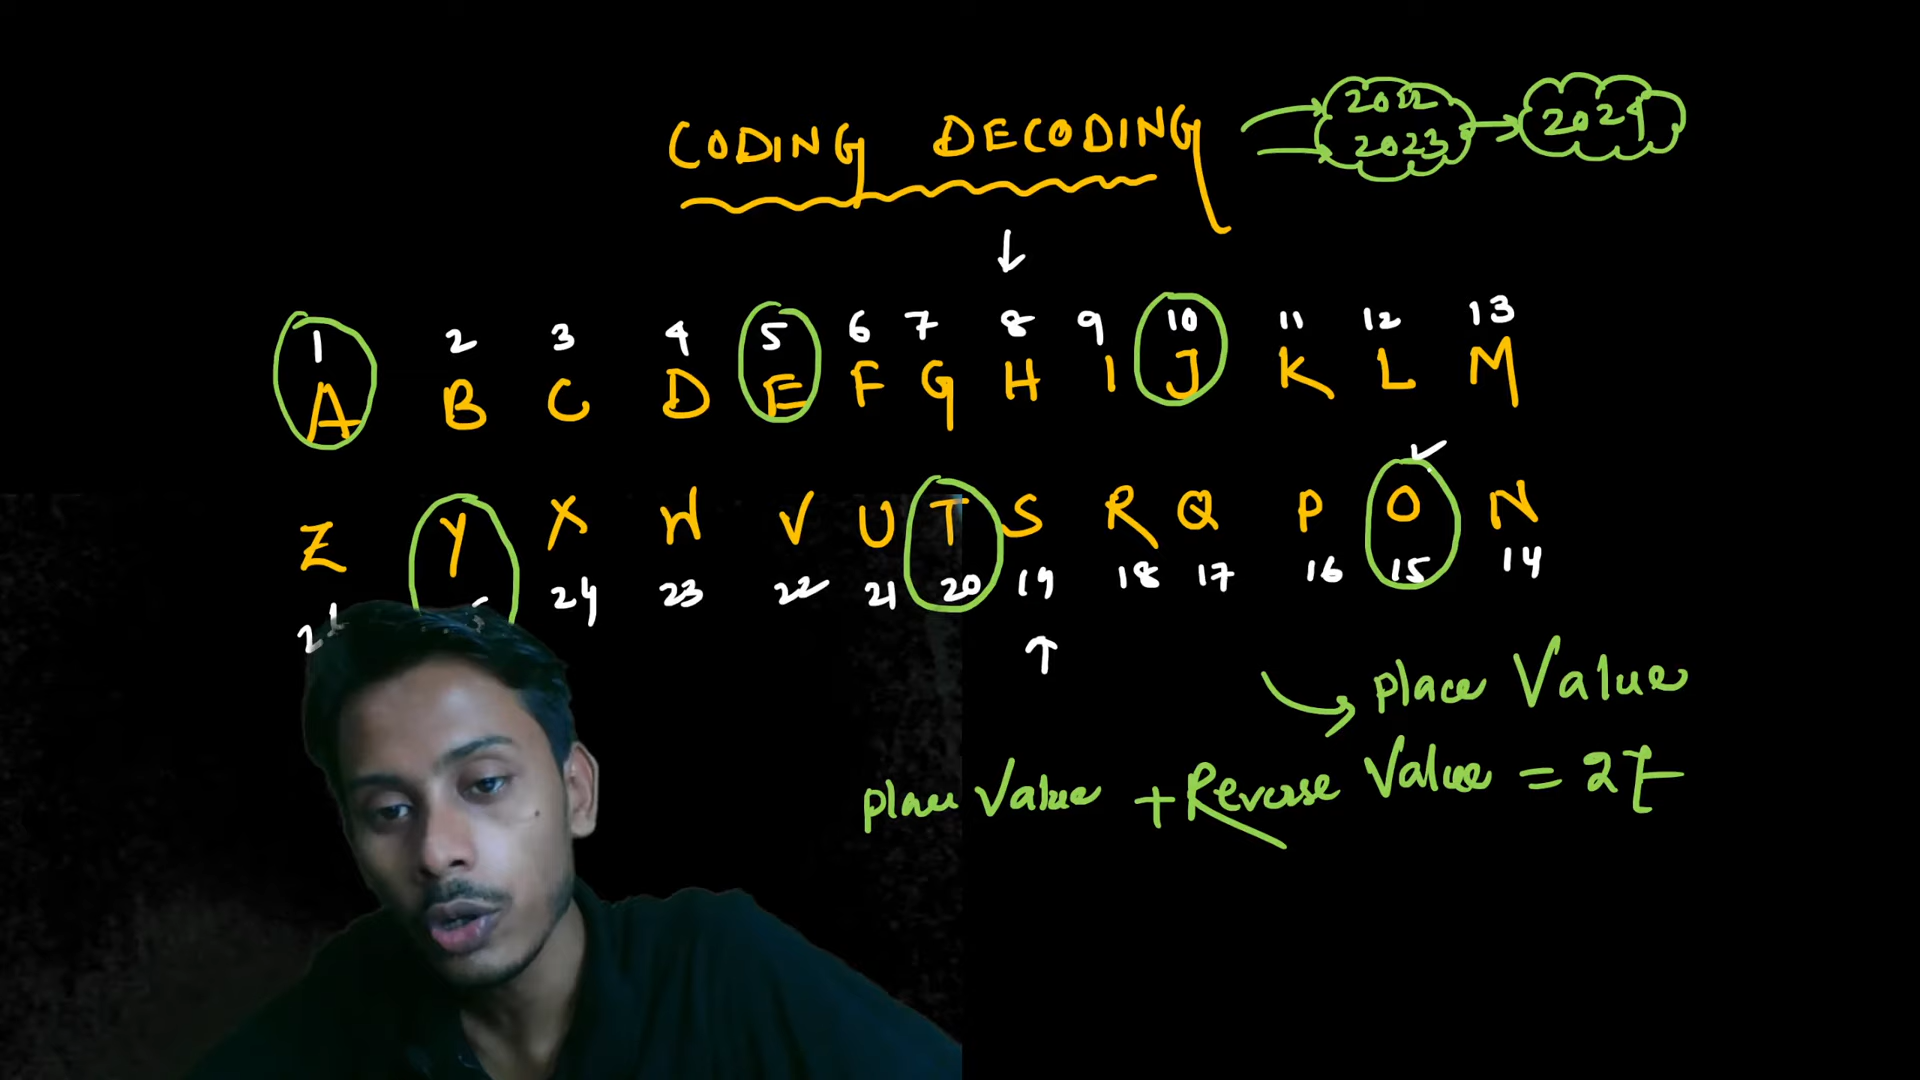 CODING DECODING
2022
2023
2024
1 2 3 4 5 6 7 8 9 10 11 12 13
A B C D E F G H I J K L M
Z Y X W V U T S R Q P O N
24 23 22 21 20 19 18 17 16 15 14
place Value
place Value + Reverse Value = 27